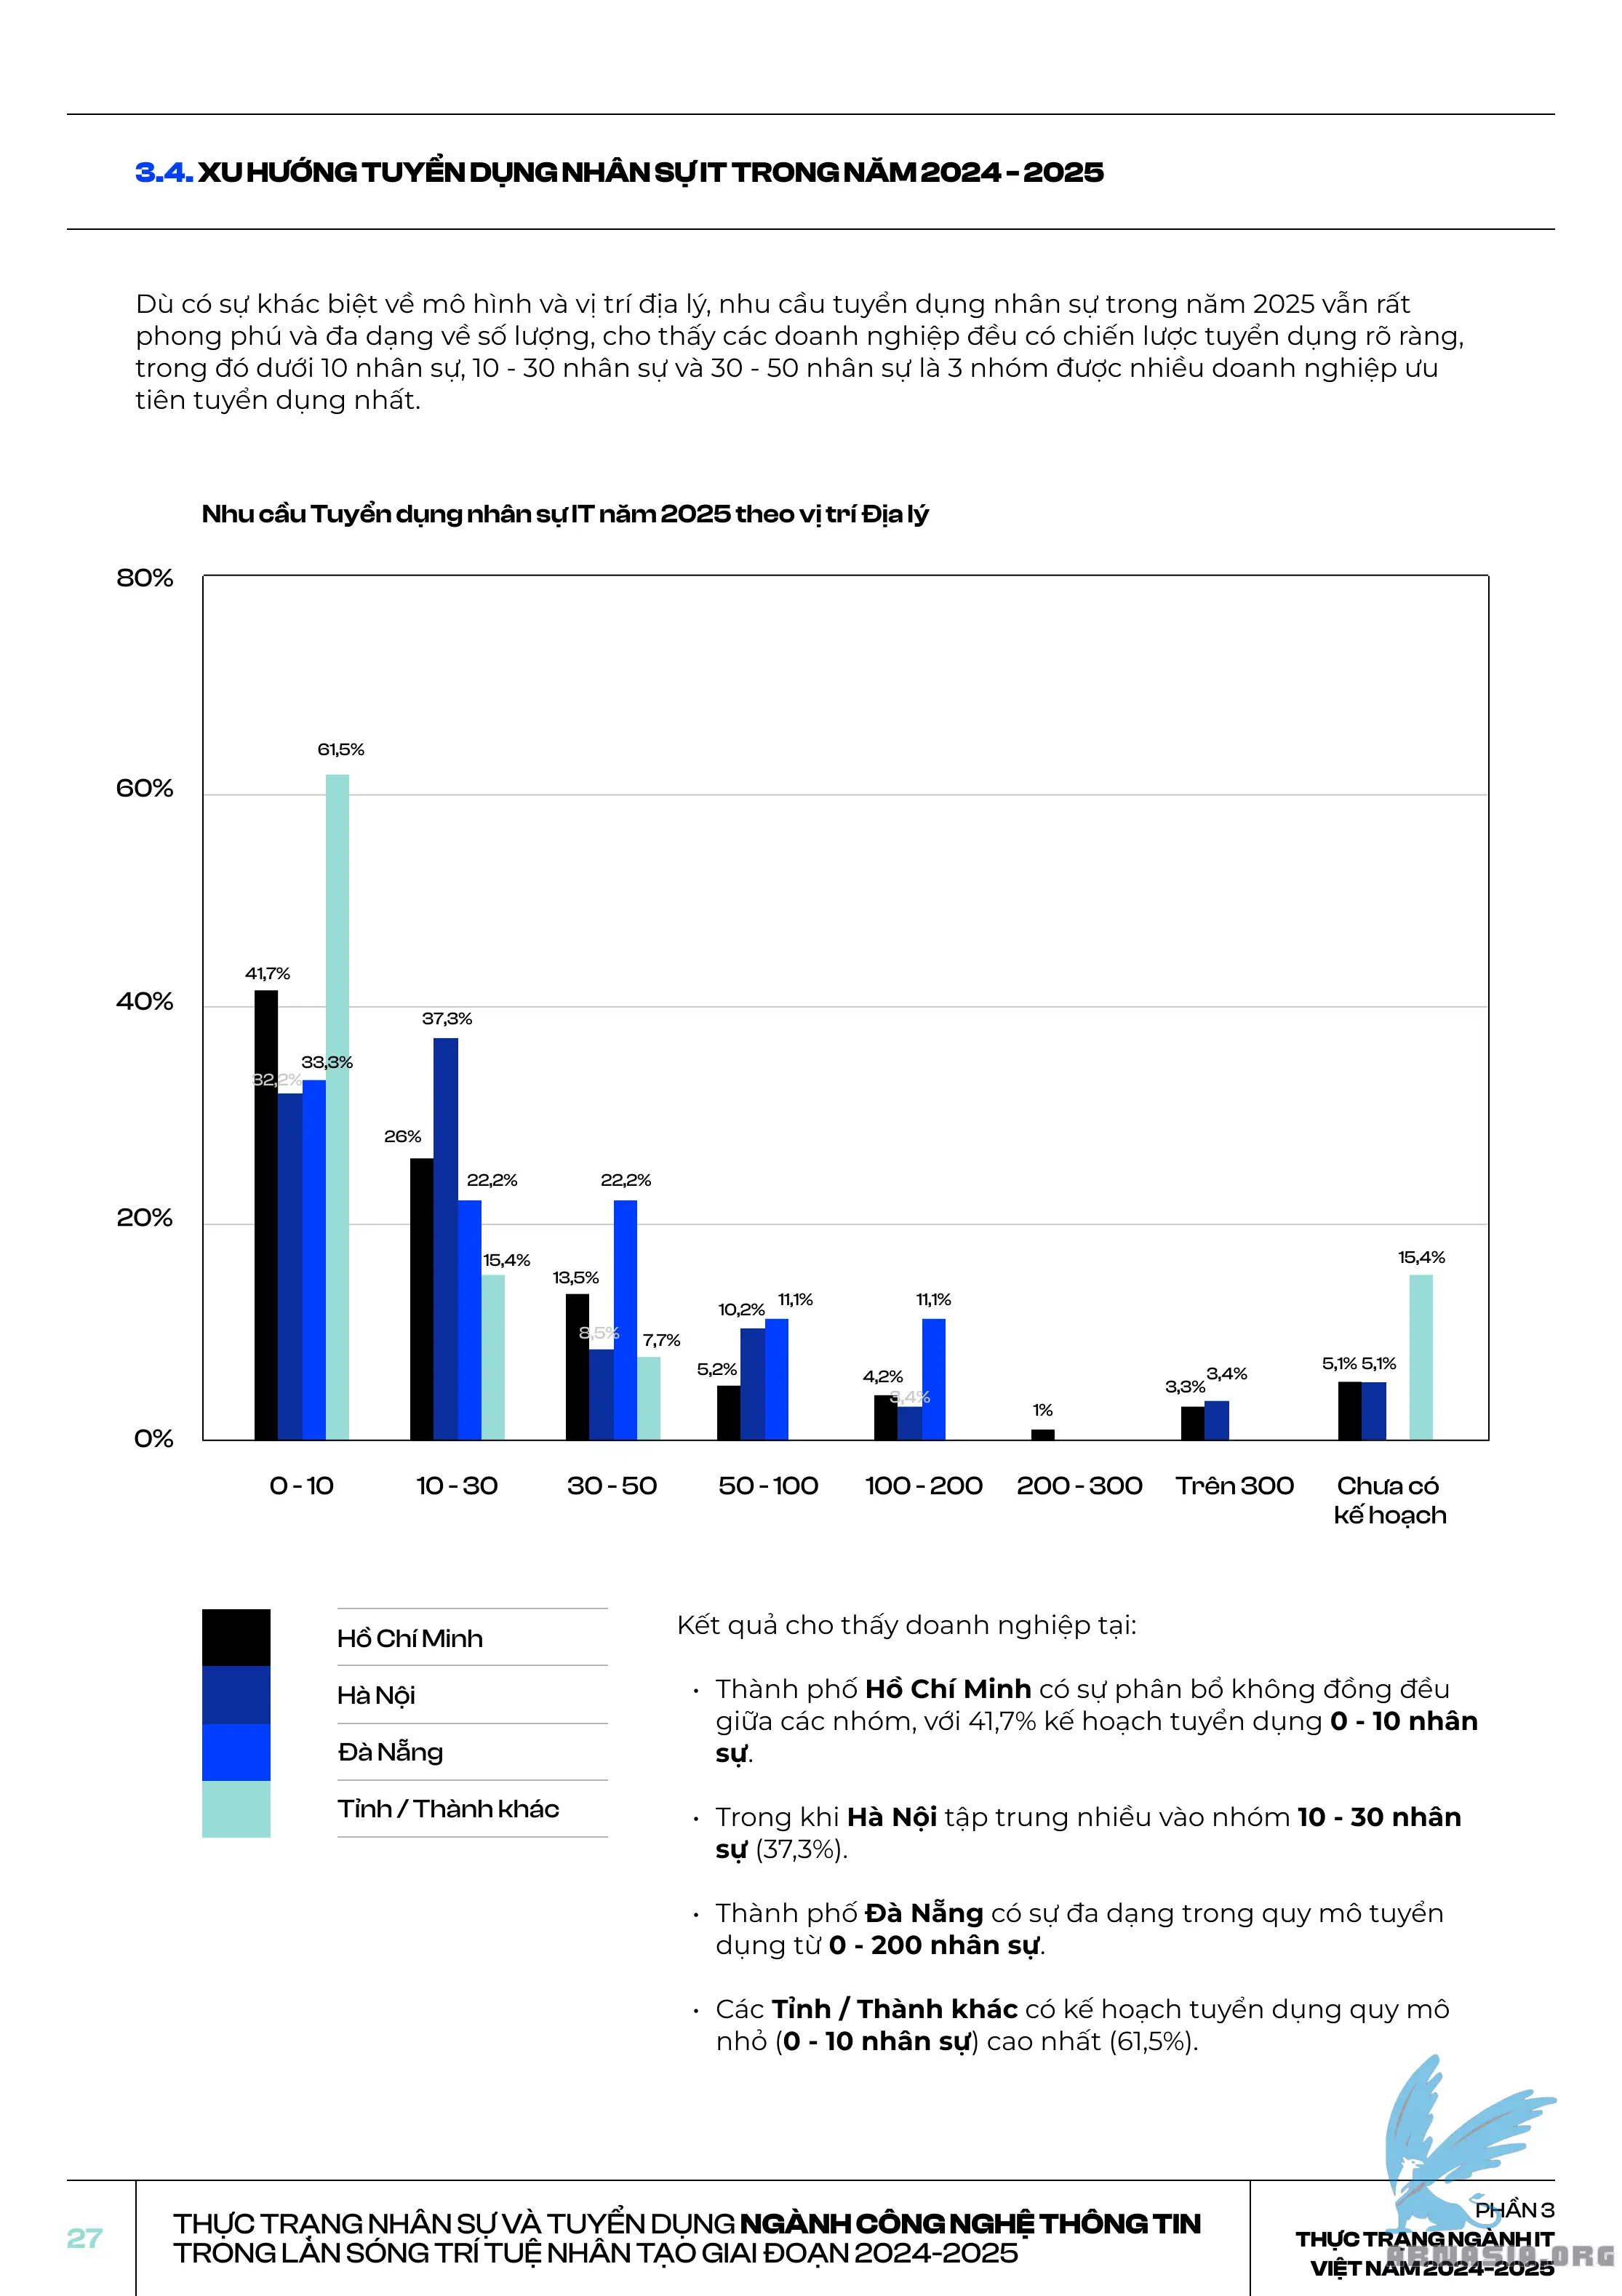 3.4. XU HƯỚNG TUYỂN DỤNG NHÂN SỰ IT TRONG NĂM 2024 - 2025
Dù có sự khác biệt về mô hình và vị trí địa lý, nhu cầu tuyển dụng nhân sự trong năm 2025 vẫn rất
phong phú và đa dạng về số lượng, cho thấy các doanh nghiệp đều có chiến lược tuyển dụng rõ ràng,
trong đó dưới 10 nhân sự, 10 - 30 nhân sự và 30 - 50 nhân sự là 3 nhóm được nhiều doanh nghiệp ưu
tiên tuyển dụng nhất.
Nhu cầu Tuyển dụng nhân sự IT năm 2025 theo vị trí Địa lý
80%
61,5%
60%
41,7%
40%
37,3%
33,3%
32,2%
26%
22,2% 22,2%
20%
15,4% 15,4%
13,5%
10,2% 11,1% 11,1%
8,5%
7,7%
5,2%
4,2%
3,4%
1%
3,3% 3,4%
5,1% 5,1%
0%
0 - 10 10 - 30 30 - 50 50 - 100 100 - 200 200 - 300 Trên 300 Chưa có
kế hoạch
Hồ Chí Minh
Hà Nội
Đà Nẵng
Tỉnh / Thành khác
Kết quả cho thấy doanh nghiệp tại:
• Thành phố Hồ Chí Minh có sự phân bổ không đồng đều
giữa các nhóm, với 41,7% kế hoạch tuyển dụng 0 - 10 nhân
sự.
• Trong khi Hà Nội tập trung nhiều vào nhóm 10 - 30 nhân
sự (37,3%).
• Thành phố Đà Nẵng có sự đa dạng trong quy mô tuyển
dụng từ 0 - 200 nhân sự.
• Các Tỉnh / Thành khác có kế hoạch tuyển dụng quy mô
nhỏ (0 - 10 nhân sự) cao nhất (61,5%).
27
THỰC TRẠNG NHÂN SỰ VÀ TUYỂN DỤNG NGÀNH CÔNG NGHỆ THÔNG TIN
TRONG LÀN SÓNG TRÍ TUỆ NHÂN TẠO GIAI ĐOẠN 2024-2025
PHẦN 3
THỰC TRẠNG NGÀNH IT
VIỆT NAM 2024-2025
ARMASIA.ORG